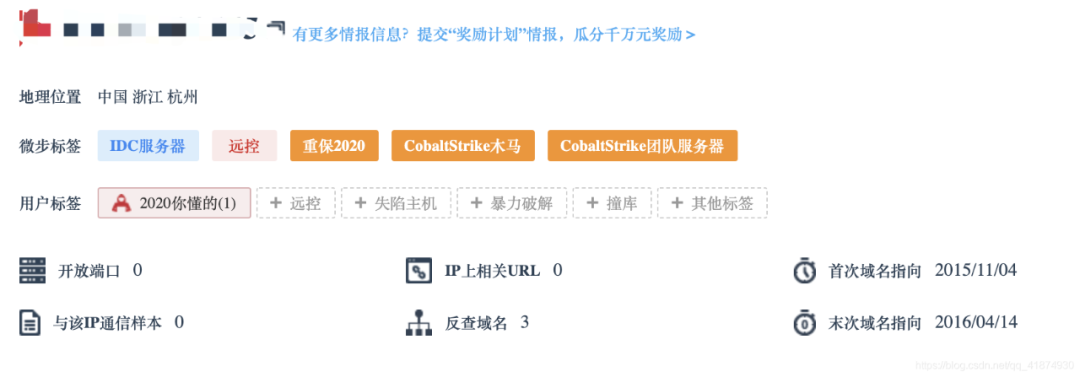 有更多情报信息? 提交“奖励计划”情报，瓜分千万元奖励 >
地理位置 中国 浙江 杭州
微步标签 IDC服务器 远控 重保2020 CobaltStrike木马 CobaltStrike团队服务器
用户标签 2020你懂的(1) + 远控 + 失陷主机 + 暴力破解 + 撞库 + 其他标签
开放端口 0 IP上相关URL 0 首次域名指向 2015/11/04
与该IP通信样本 0 反查域名 3 末次域名指向 2016/04/14